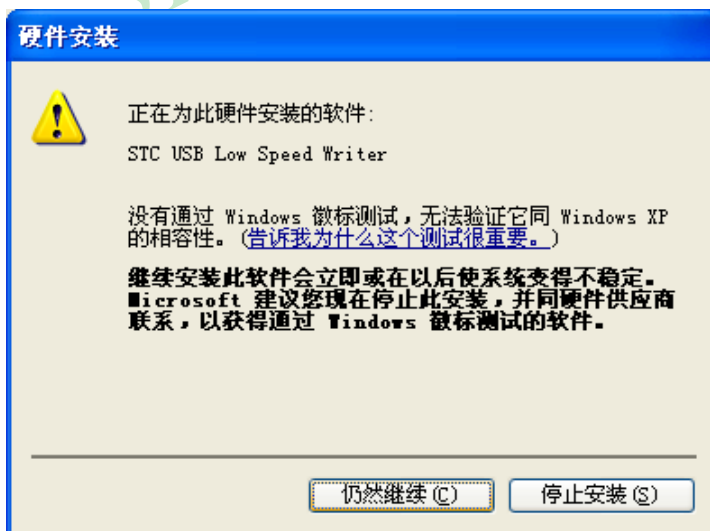 硬件安装
正在为此硬件安装的软件:
STC USB Low Speed Writer
没有通过 Windows 徽标测试，无法验证它同 Windows XP
的相容性。(告诉我为什么这个测试很重要。)
继续安装此软件会立即或在以后使系统变得不稳定。
Microsoft 建议您现在停止此安装，并同硬件供应商
联系，以获得通过 Windows 徽标测试的软件。
仍然继续(C)
停止安装(S)